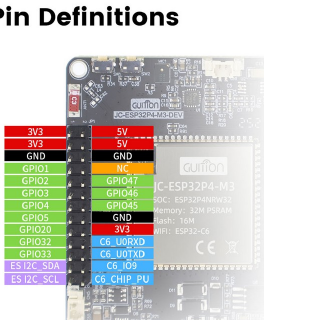 Pin Definitions
GUITION
JC-ESP32P4-M3-DEV
3V3 5V
3V3 5V
GND GND
GPIO1 NC
GPIO2 GPIO47
GPIO3 GPIO46
GPIO4 GPIO45
GPIO5 GND
GPIO20 3V3
GPIO32 C6_U0RXD
GPIO33 C6_U0TXD
ES I2C_SDA C6_IO9
ES I2C_SCL C6_CHIP_PU
GUITION
JC-ESP32P4-M3
SOC: ESP32P4NRW32
Memory: 32M PSRAM
Flash: 16M
WIFI: ESP32-C6